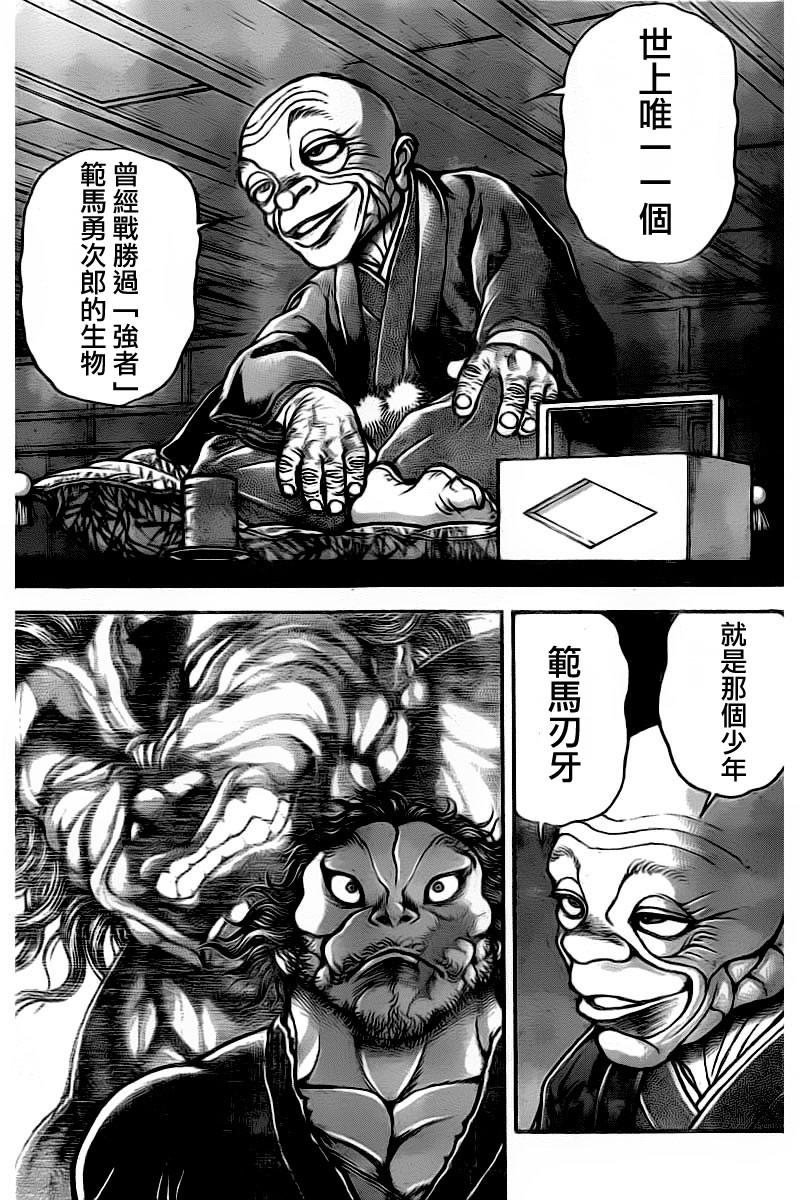 世上唯一一個
曾經戰勝過「強者」
範馬勇次郎的生物
就是那個少年
範馬刃牙